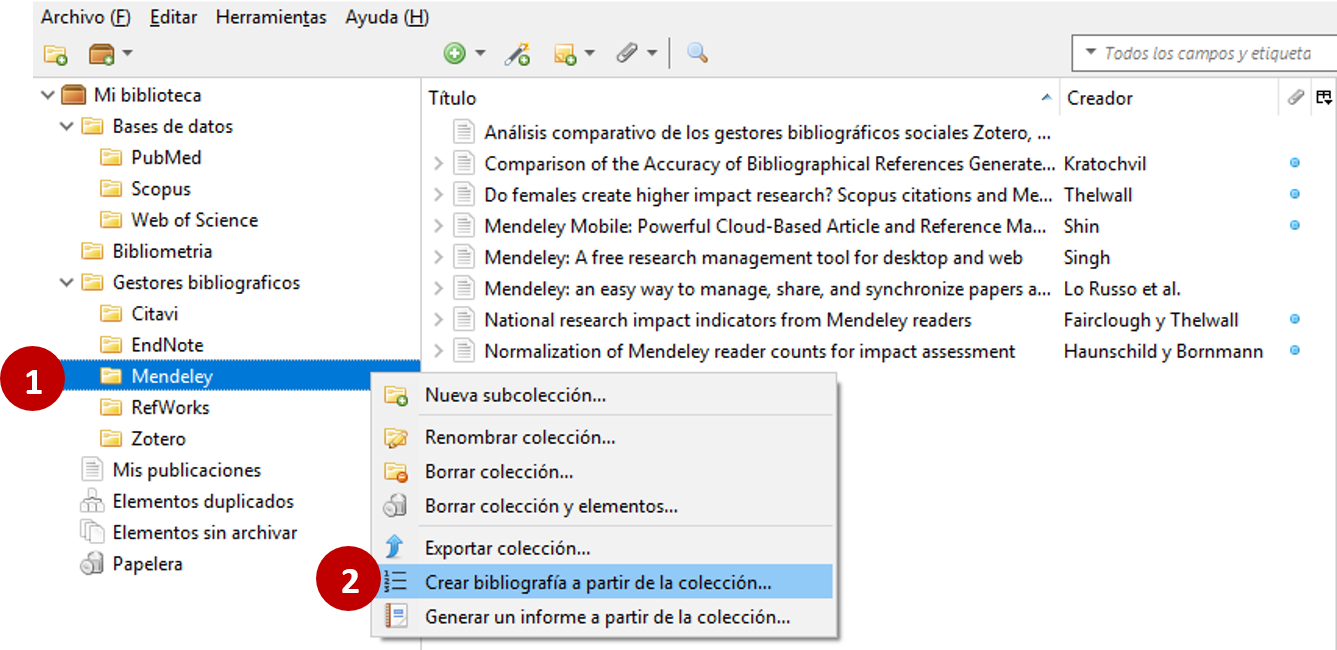 Archivo (F) Editar Herramientas Ayuda (H)
Todos los campos y etiqueta
Mi biblioteca
Bases de datos
PubMed
Scopus
Web of Science
Bibliometria
Gestores bibliograficos
Citavi
EndNote
1
Mendeley
RefWorks
Zotero
Mis publicaciones
Elementos duplicados
Elementos sin archivar
Papelera
Título Creador
Análisis comparativo de los gestores bibliográficos sociales Zotero, ...
Comparison of the Accuracy of Bibliographical References Generate... Kratochvil
Do females create higher impact research? Scopus citations and Me... Thelwall
Mendeley Mobile: Powerful Cloud-Based Article and Reference Ma... Shin
Mendeley: A free research management tool for desktop and web Singh
Mendeley: an easy way to manage, share, and synchronize papers a... Lo Russo et al.
National research impact indicators from Mendeley readers Fairclough y Thelwall
Normalization of Mendeley reader counts for impact assessment Haunschild y Bornmann
Nueva subcolección...
Renombrar colección...
Borrar colección...
Borrar colección y elementos...
Exportar colección...
2 Crear bibliografía a partir de la colección...
Generar un informe a partir de la colección...